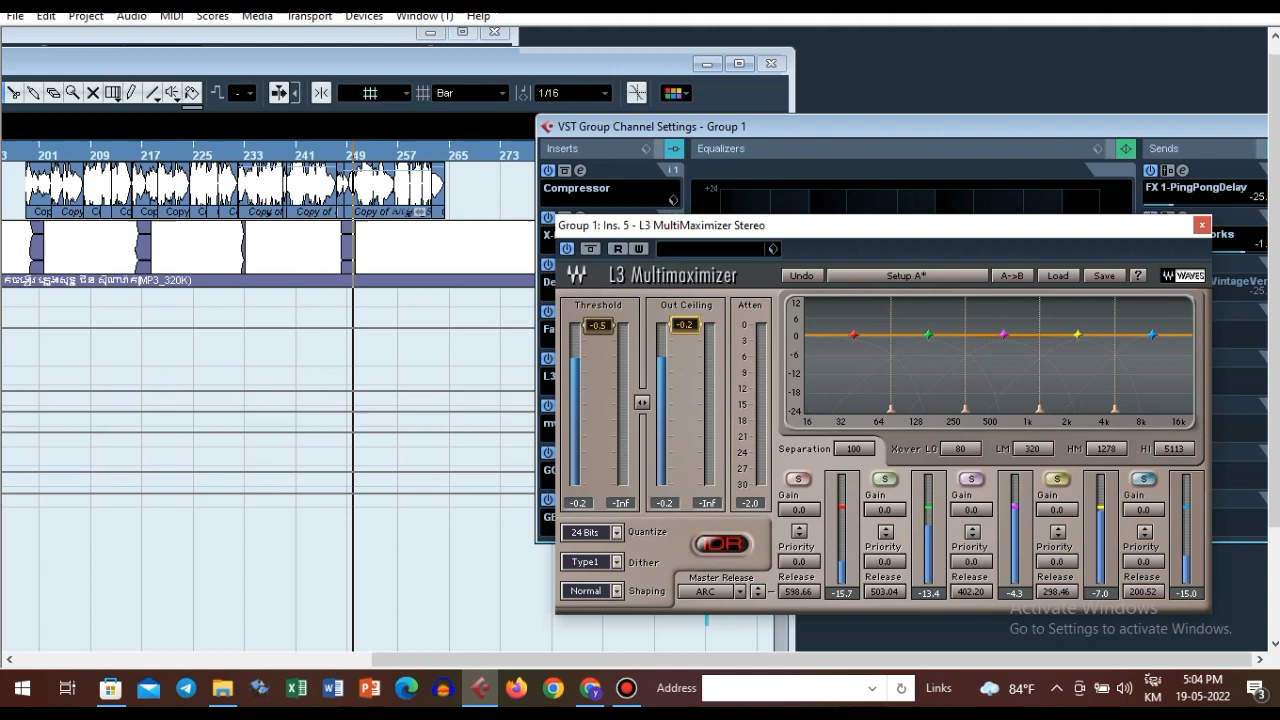 File Edit Project Audio MIDI Scores Media Transport Devices Window (1) Help
- Bar 1/16
201 209 217 225 233 241 249 257 265 273
VST Group Channel Settings - Group 1
Inserts Equalizers Sends
i 1
Compressor
+24
FX 1-PingPongDelay
-25.
Group 1: Ins. 5 - L3 MultiMaximizer Stereo
R W
L3 Multimaximizer
Undo Setup A* A->B Load Save ? WAVES
Threshold Out Ceiling Atten
-0.5 -0.2
0
3
6
9
12
15
18
21
24
27
30
-0.2 -Inf -0.2 -Inf -2.0
12
6
0
-6
-12
-18
-24
16 32 64 128 250 500 1k 2k 4k 8k 16k
Separation 100 Xover LO 80 LM 320 HM 1278 HI 5113
S S S S S
Gain Gain Gain Gain Gain
0.0 0.0 0.0 0.0 0.0
Priority Priority Priority Priority Priority
0.0 0.0 0.0 0.0 0.0
Release Release Release Release Release
598.66 -15.7 503.04 -13.4 402.20 -4.3 298.46 -7.0 200.52 -15.0
24 Bits Quantize
IDR
Type1 Dither
Normal Shaping
Master Release
ARC
Activate Windows
Go to Settings to activate Windows.
Address Links 84°F KM
5:04 PM
19-05-2022
3